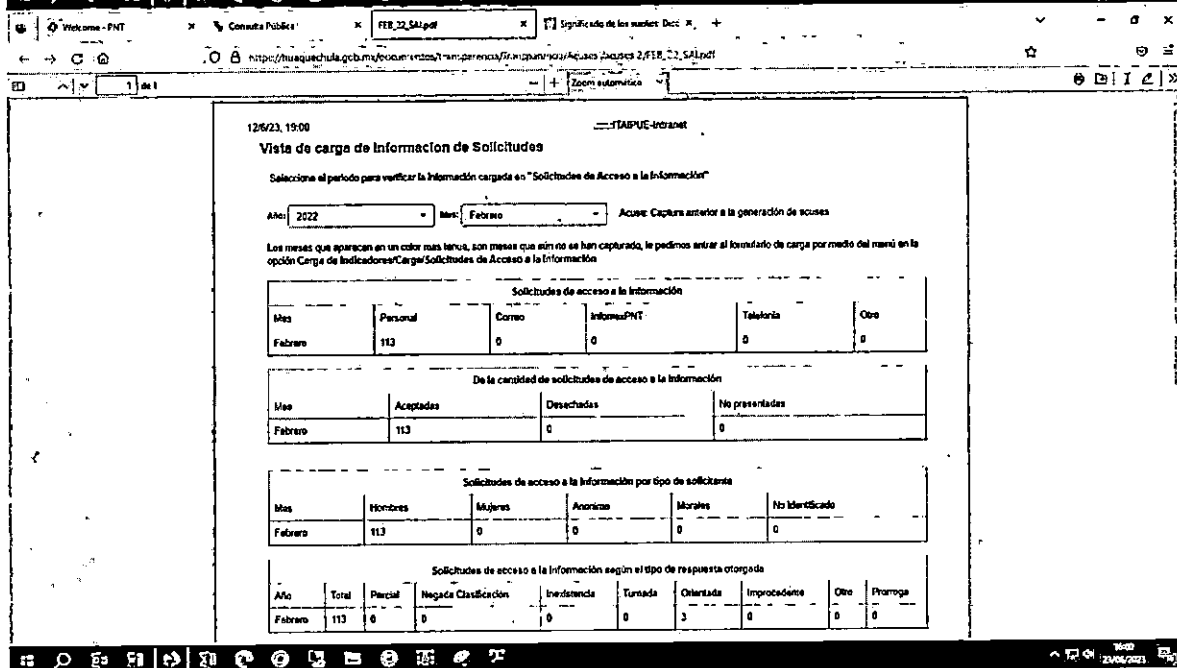 Welcome - PNT
Consulta Pública
FEB_22_SAI.pdf
Significado de los sueños: Decó
1 de 1
Zoom automático
12/6/23, 19:00
ITAIPUE-Intranet
Vista de carga de Informacion de Solicitudes
Seleccione el periodo para verificar la información cargada en "Solicitudes de Acceso a la Información"
Año: 2022 Mes: Febrero Acuse: Captura anterior a la generación de acuses
Los meses que aparecen en un color mas tenue, son meses que aún no se han capturado, le pedimos entrar al formulario de carga por medio del menú en la
opción Carga de Indicadores/Carga/Solicitudes de Acceso a la Información
Solicitudes de acceso a la información
Mes Personal Correo InfomexPNT Telefonía Otro
Febrero 113 0 0 0 0
De la cantidad de solicitudes de acceso a la información
Mes Aceptadas Desechadas No presentadas
Febrero 113 0 0
Solicitudes de acceso a la información por tipo de solicitante
Mes Hombres Mujeres Anonimo Morales No Identificado
Febrero 113 0 0 0 0
Solicitudes de acceso a la información según el tipo de respuesta otorgada
Año Total Parcial Negada Clasificación Inexistencia Turnada Orientada Improcedente Otro Prorroga
Febrero 113 0 0 0 0 3 0 0 0
16:02
23/06/2023